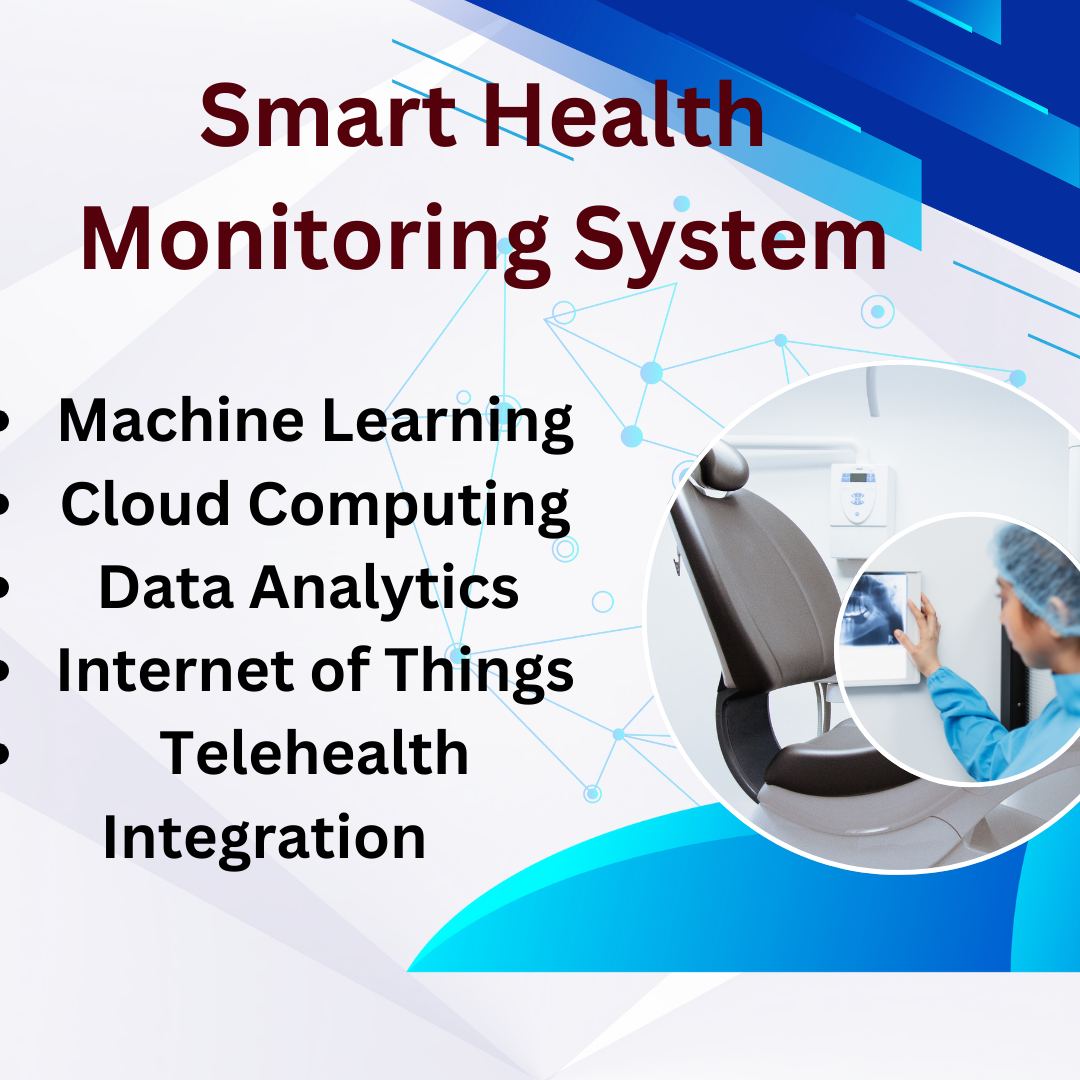 Smart Health
Monitoring System
• Machine Learning
• Cloud Computing
• Data Analytics
• Internet of Things
• Telehealth
Integration